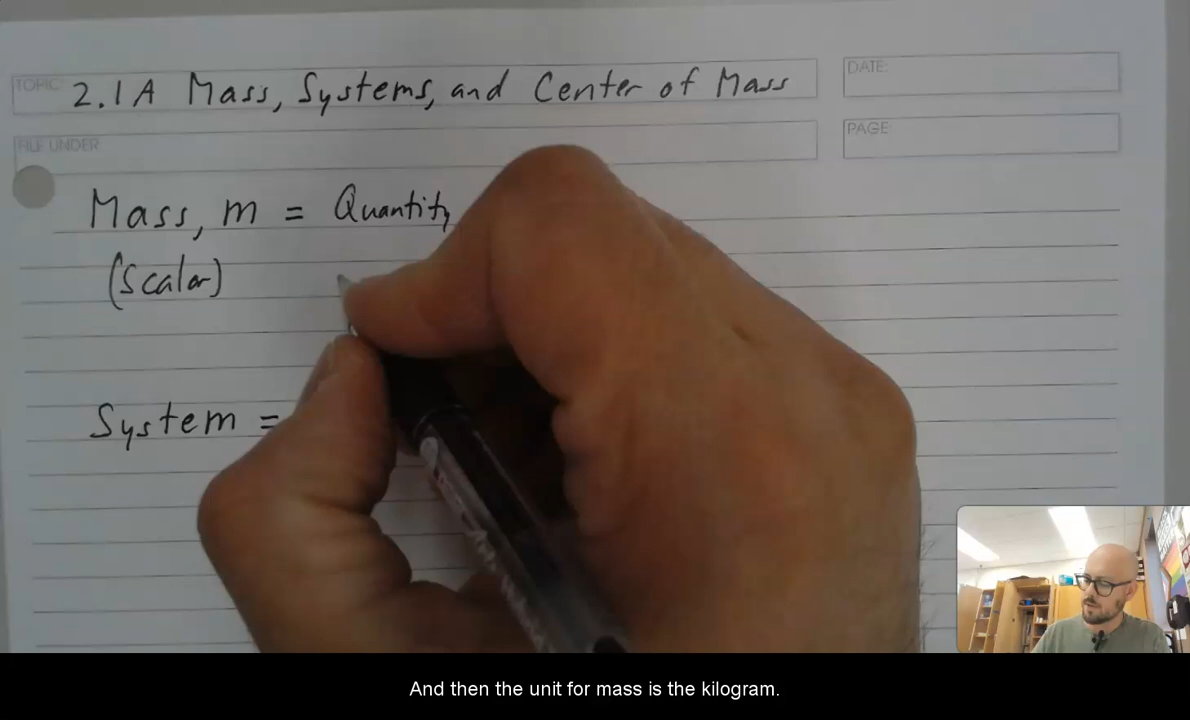 TOPIC: 2.1A Mass, Systems, and Center of Mass
DATE:
FILE UNDER
PAGE:
Mass, m = Quantity
(scalar)
System =
And then the unit for mass is the kilogram.